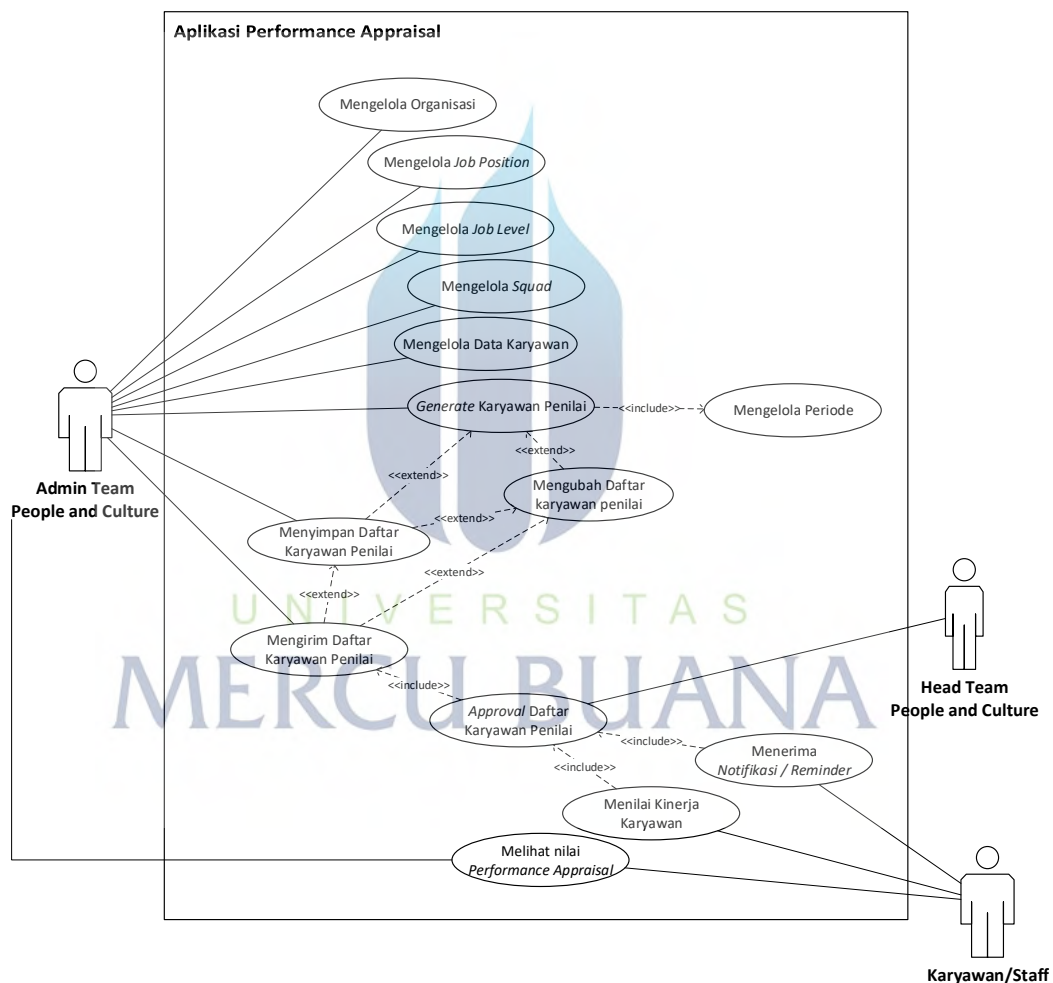 Aplikasi Performance Appraisal
Mengelola Organisasi
Mengelola Job Position
Mengelola Job Level
Mengelola Squad
Mengelola Data Karyawan
Generate Karyawan Penilai
<<include>>
Mengelola Periode
Admin Team
People and Culture
<<extend>>
<<extend>>
Mengubah Daftar
karyawan penilai
Menyimpan Daftar
Karyawan Penilai
<<extend>>
<<extend>>
<<extend>>
UNIVERSITAS
MERCU BUANA
Mengirim Daftar
Karyawan Penilai
<<include>>
Approval Daftar
Karyawan Penilai
Head Team
People and Culture
<<include>>
Menerima
Notifikasi / Reminder
<<include>>
Menilai Kinerja
Karyawan
Melihat nilai
Performance Appraisal
Karyawan/Staff